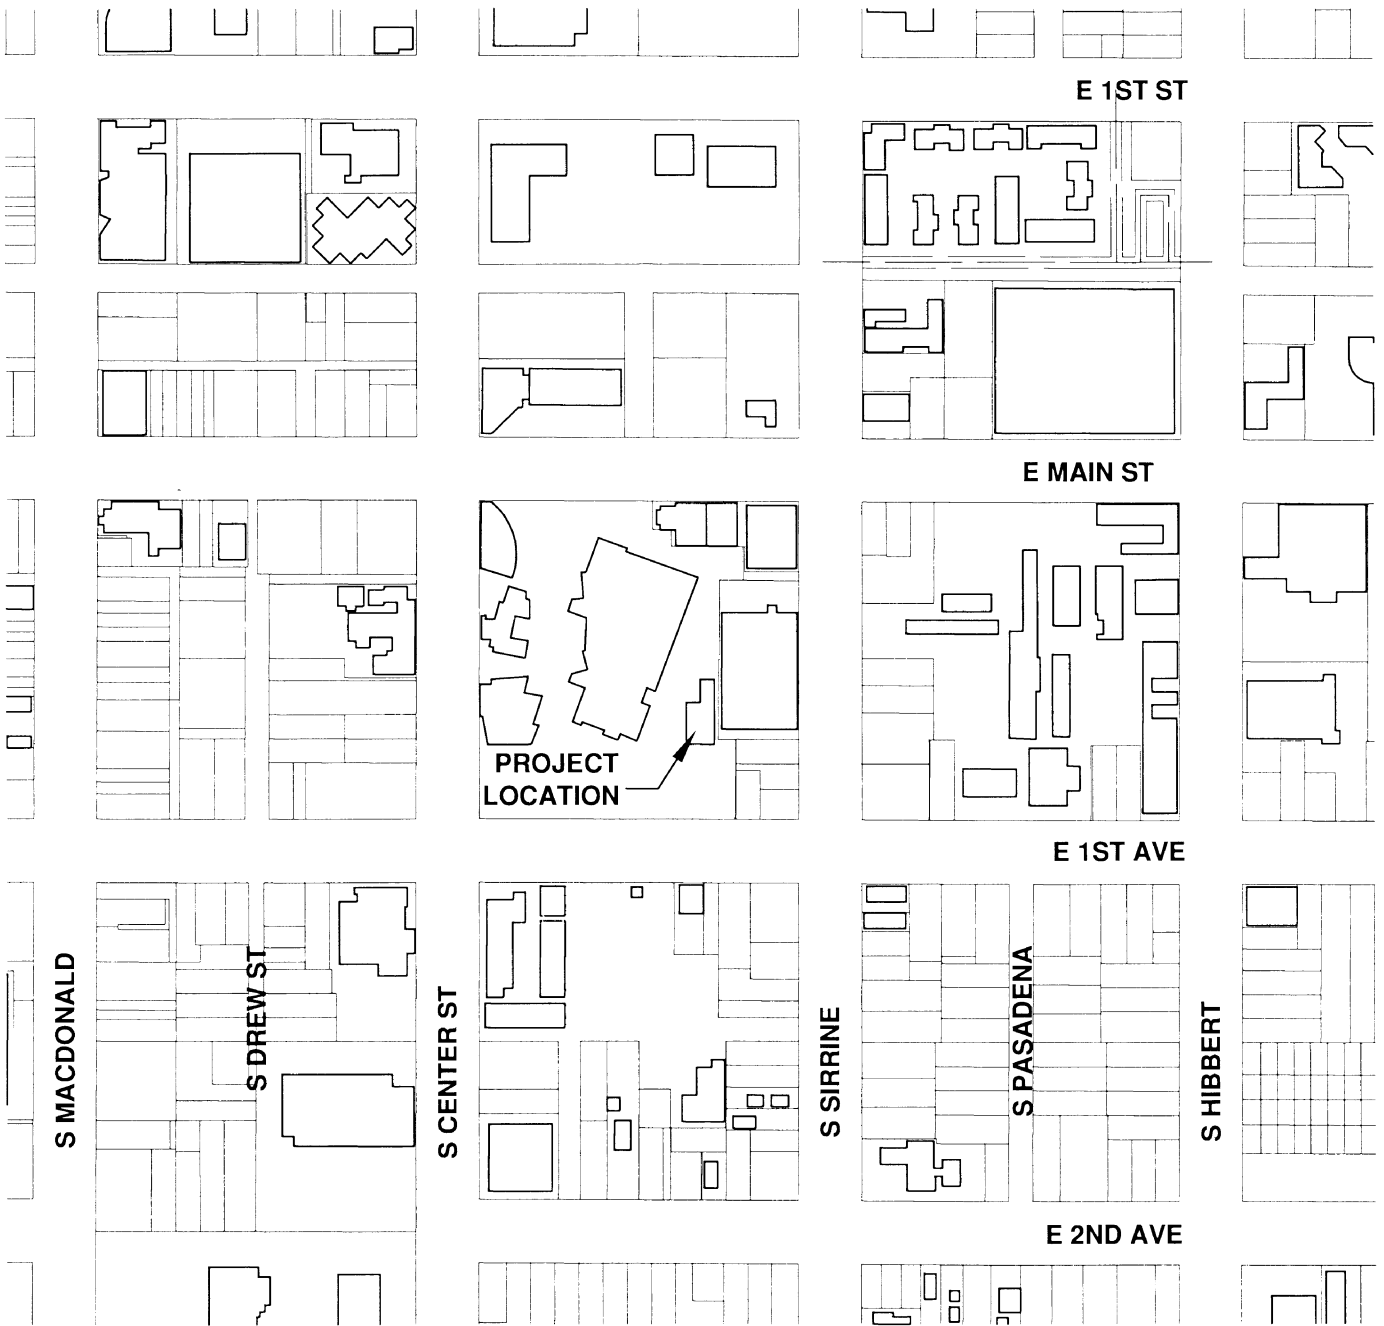 E 1ST ST
E MAIN ST
PROJECT
LOCATION
E 1ST AVE
S MACDONALD
S DREW ST
S CENTER ST
S SIRRINE
S PASADENA
S HIBBERT
E 2ND AVE